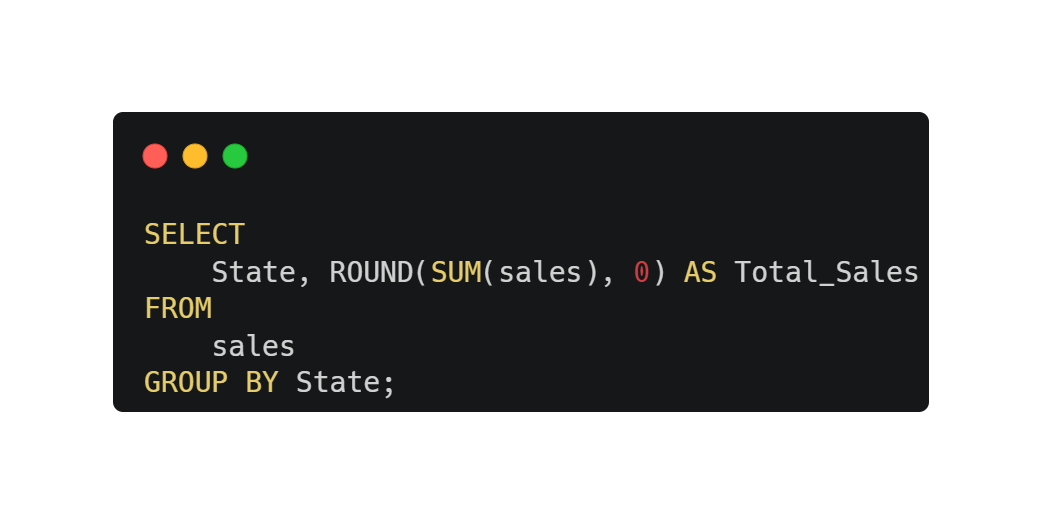 SELECT
    State, ROUND(SUM(sales), 0) AS Total_Sales
FROM
    sales
GROUP BY State;